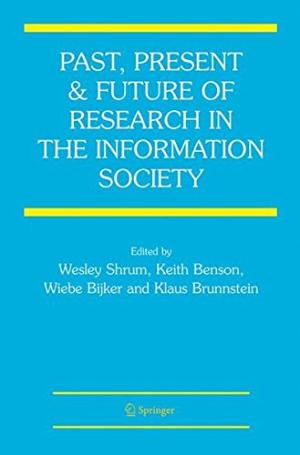 PAST, PRESENT
& FUTURE OF
RESEARCH IN
THE INFORMATION
SOCIETY
Edited by
Wesley Shrum, Keith Benson,
Wiebe Bijker and Klaus Brunnstein
Springer